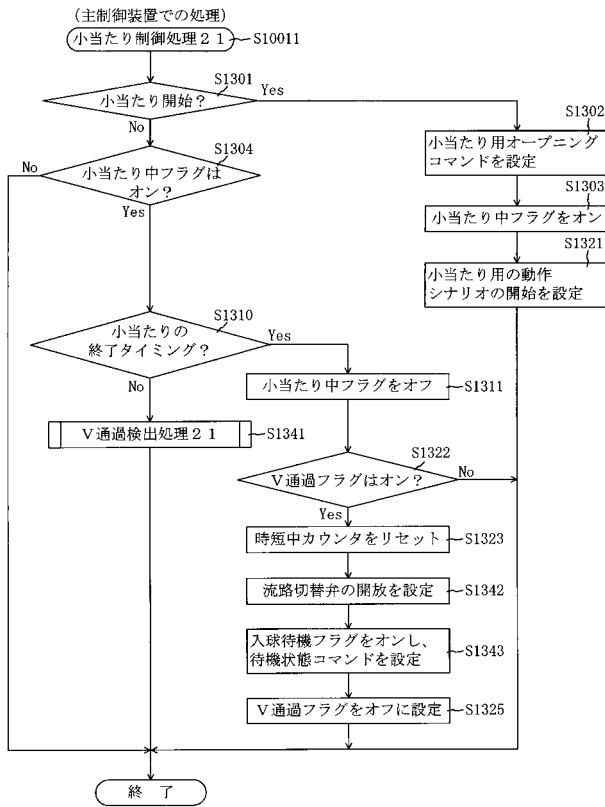 (主制御装置での処理)
小当たり制御処理21
S10011
S1301
小当たり開始?
Yes
No
S1302
小当たり用オープニング
コマンドを設定
S1303
小当たり中フラグをオン
S1321
小当たり用の動作
シナリオの開始を設定
S1304
No
小当たり中フラグは
オン?
Yes
S1310
小当たりの
終了タイミング?
Yes
No
小当たり中フラグをオフ
S1311
V通過検出処理21
S1341
S1322
V通過フラグはオン?
No
Yes
時短中カウンタをリセット
S1323
流路切替弁の開放を設定
S1342
入球待機フラグをオンし、
待機状態コマンドを設定
S1343
V通過フラグをオフに設定
S1325
終 了